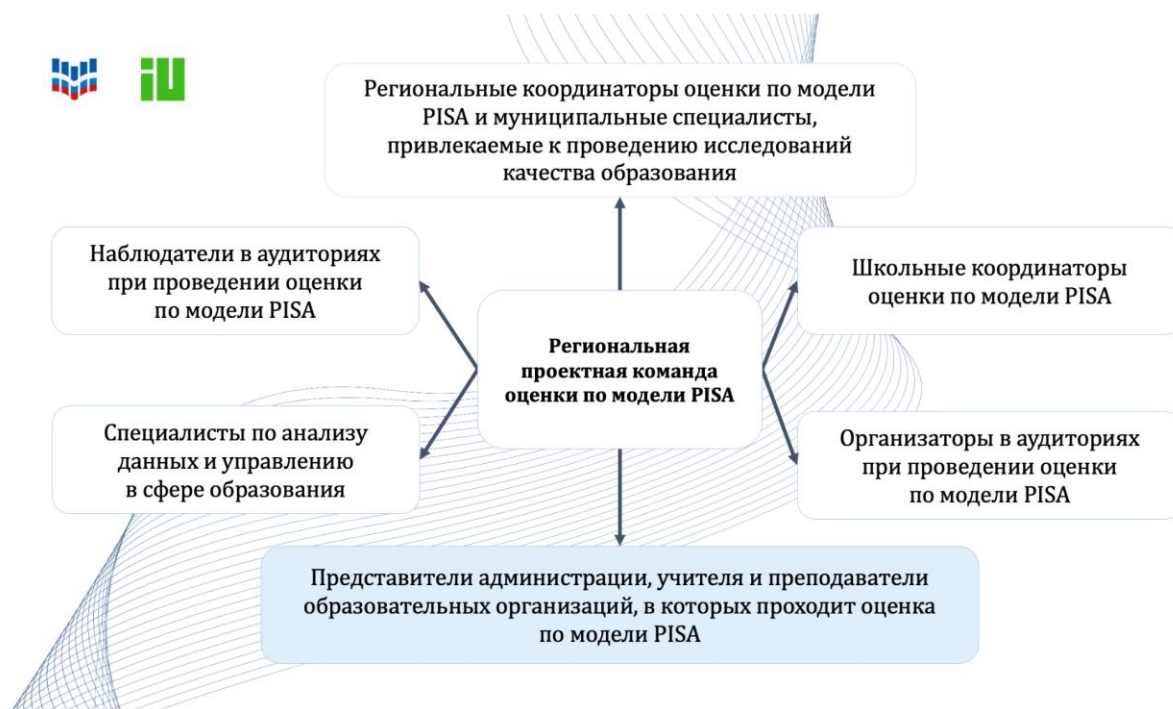 Региональные координаторы оценки по модели
PISA и муниципальные специалисты,
привлекаемые к проведению исследований
качества образования
Наблюдатели в аудиториях
при проведении оценки
по модели PISA
Школьные координаторы
оценки по модели PISA
Региональная
проектная команда
оценки по модели PISA
Специалисты по анализу
данных и управлению
в сфере образования
Организаторы в аудиториях
при проведении оценки
по модели PISA
Представители администрации, учителя и преподаватели
образовательных организаций, в которых проходит оценка
по модели PISA